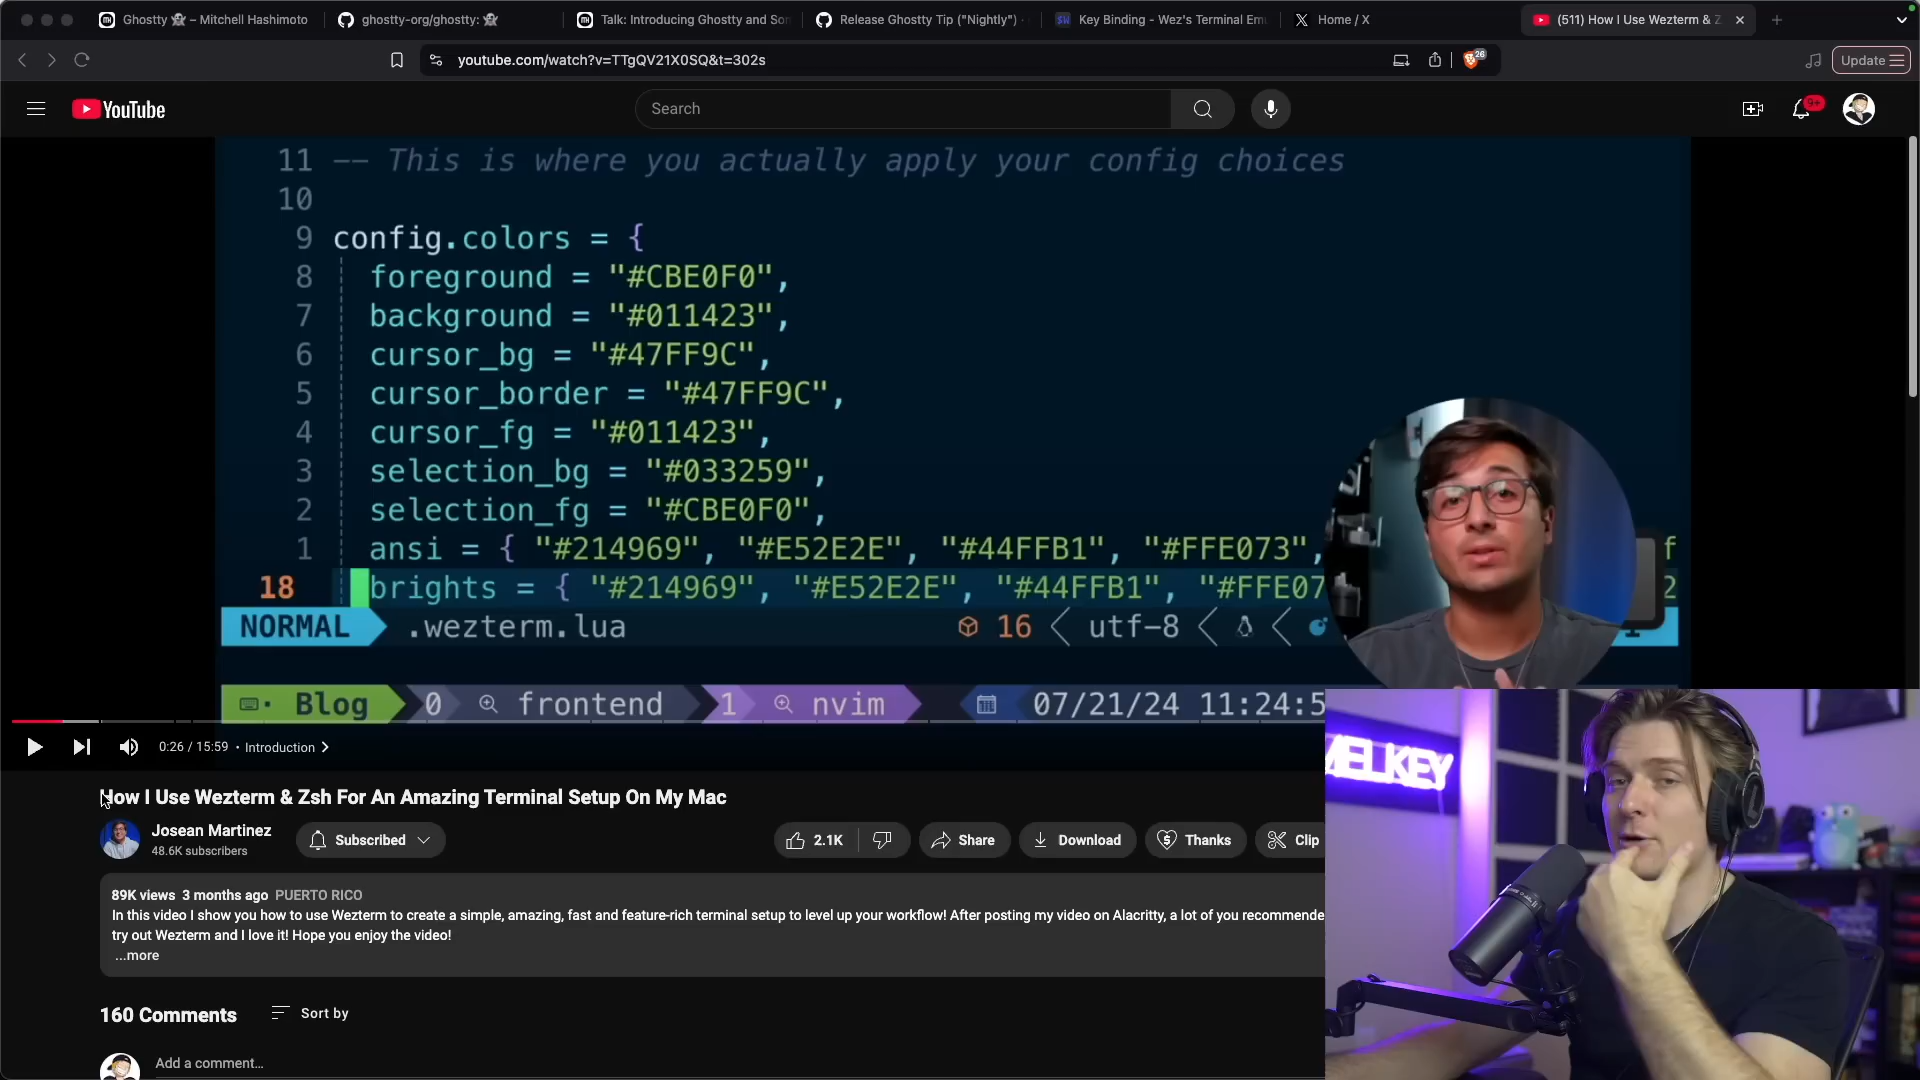 Ghostty 👻 – Mitchell Hashimoto
ghostty-org/ghostty: 👻
Talk: Introducing Ghostty and Son
Release Ghostty Tip ("Nightly") ·
Key Binding - Wez's Terminal Emu
Home / X
(511) How I Use Wezterm & Z
youtube.com/watch?v=TTgQV21X0SQ&t=302s
26
Update
YouTube
Search
9+
11 -- This is where you actually apply your config choices
10
9 config.colors = {
8 foreground = "#CBE0F0",
7 background = "#011423",
6 cursor_bg = "#47FF9C",
5 cursor_border = "#47FF9C",
4 cursor_fg = "#011423",
3 selection_bg = "#033259",
2 selection_fg = "#CBE0F0",
1 ansi = { "#214969", "#E52E2E", "#44FFB1", "#FFE073", f
18 brights = { "#214969", "#E52E2E", "#44FFB1", "#FFE07 2
NORMAL .wezterm.lua 16 utf-8
Blog 0 frontend 1 nvim 07/21/24 11:24:5
0:26 / 15:59 • Introduction
MELKEY
How I Use Wezterm & Zsh For An Amazing Terminal Setup On My Mac
Josean Martinez
48.6K subscribers
Subscribed
2.1K
Share
Download
Thanks
Clip
89K views 3 months ago PUERTO RICO
In this video I show you how to use Wezterm to create a simple, amazing, fast and feature-rich terminal setup to level up your workflow! After posting my video on Alacritty, a lot of you recommende
try out Wezterm and I love it! Hope you enjoy the video!
...more
160 Comments
Sort by
Add a comment...